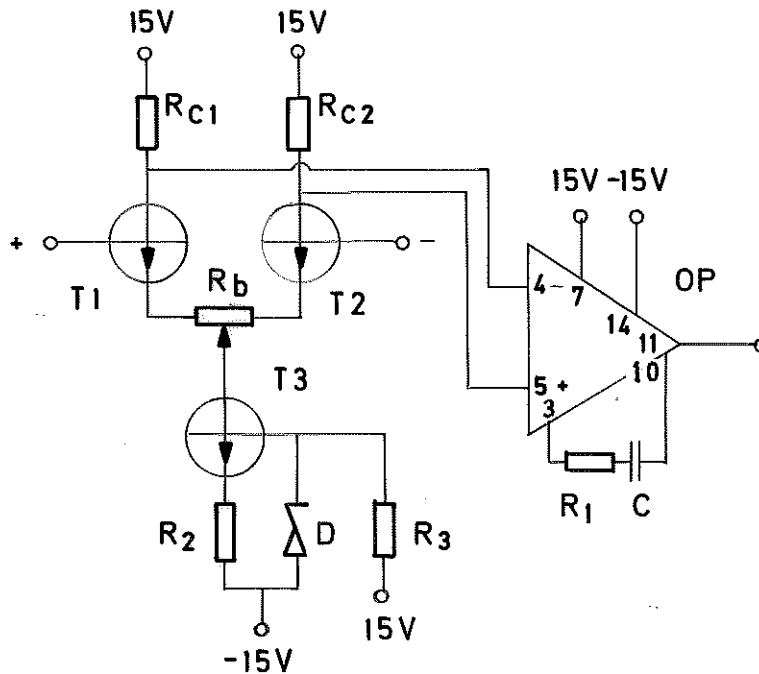 15V 15V
RC1 RC2
15V -15V
+ -
Rb OP
T1 T2
4 - 7
14
11
T3 10
5 +
3
R2 D R3 R1 C
15V
-15V